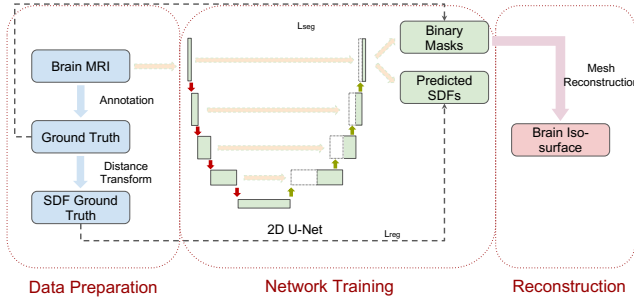 Lseg
Brain MRI
Binary
Masks
Annotation
Predicted
SDFs
Mesh
Reconstruction
Ground Truth
Brain Iso-
surface
Distance
Transform
SDF Ground
Truth
2D U-Net
Lreg
Data Preparation
Network Training
Reconstruction